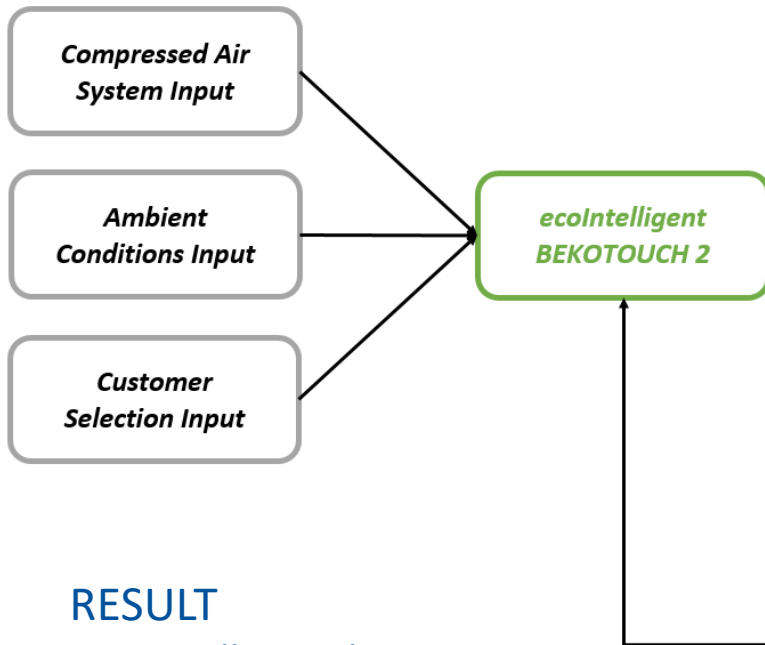 Compressed Air
System Input
Ambient
Conditions Input
Customer
Selection Input
ecoIntelligent
BEKOTOUCH 2
RESULT